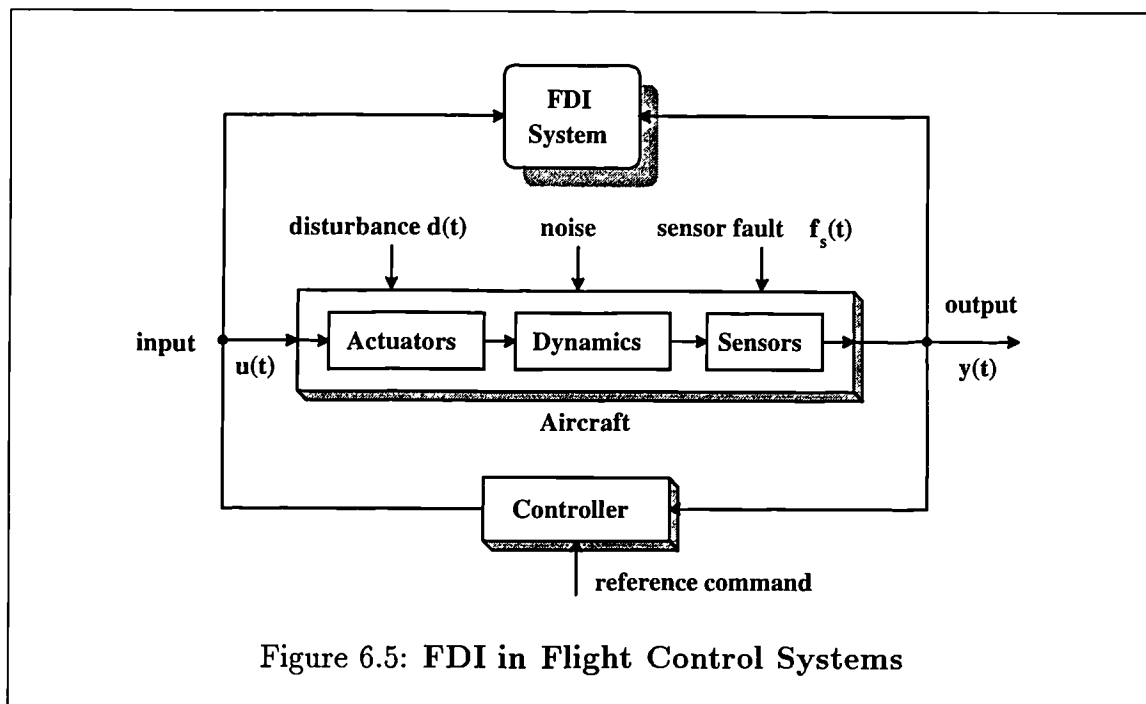 FDI
System
disturbance d(t)
noise
sensor fault f_s(t)
output
input
Actuators
Dynamics
Sensors
u(t)
y(t)
Aircraft
Controller
reference command
Figure 6.5: FDI in Flight Control Systems